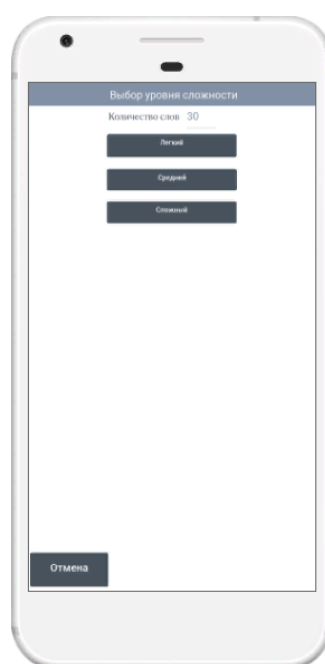 Выбор уровня сложности
Количество слов 30
Легкий
Средний
Сложный
Отмена